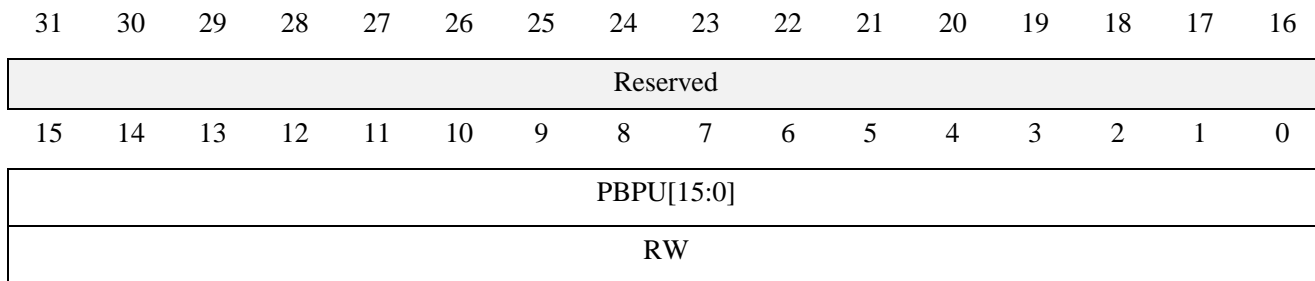 31 30 29 28 27 26 25 24 23 22 21 20 19 18 17 16
Reserved
15 14 13 12 11 10 9 8 7 6 5 4 3 2 1 0
PBPU[15:0]
RW